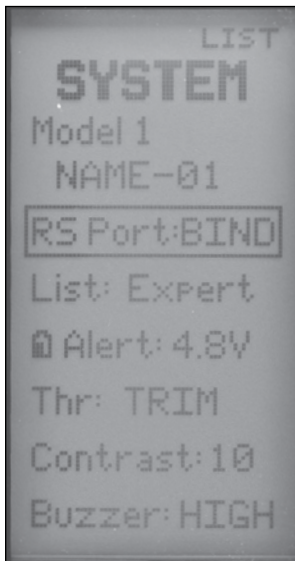 LIST
SYSTEM
Model 1
NAME-01
RS Port:BIND
List: Expert
Alert: 4.8V
Thr: TRIM
Contrast:10
Buzzer:HIGH